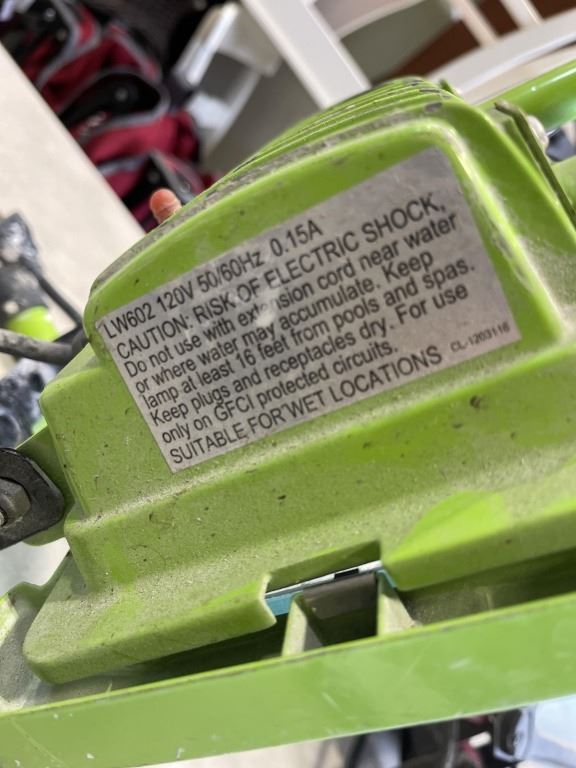 LW602 120V 50/60Hz 0.15A
CAUTION: RISK OF ELECTRIC SHOCK.
Do not use with extension cord near water
or where water may accumulate. Keep
lamp at least 16 feet from pools and spas.
Keep plugs and receptacles dry. For use
only on GFCI protected circuits.
SUITABLE FOR WET LOCATIONS CL-1203116